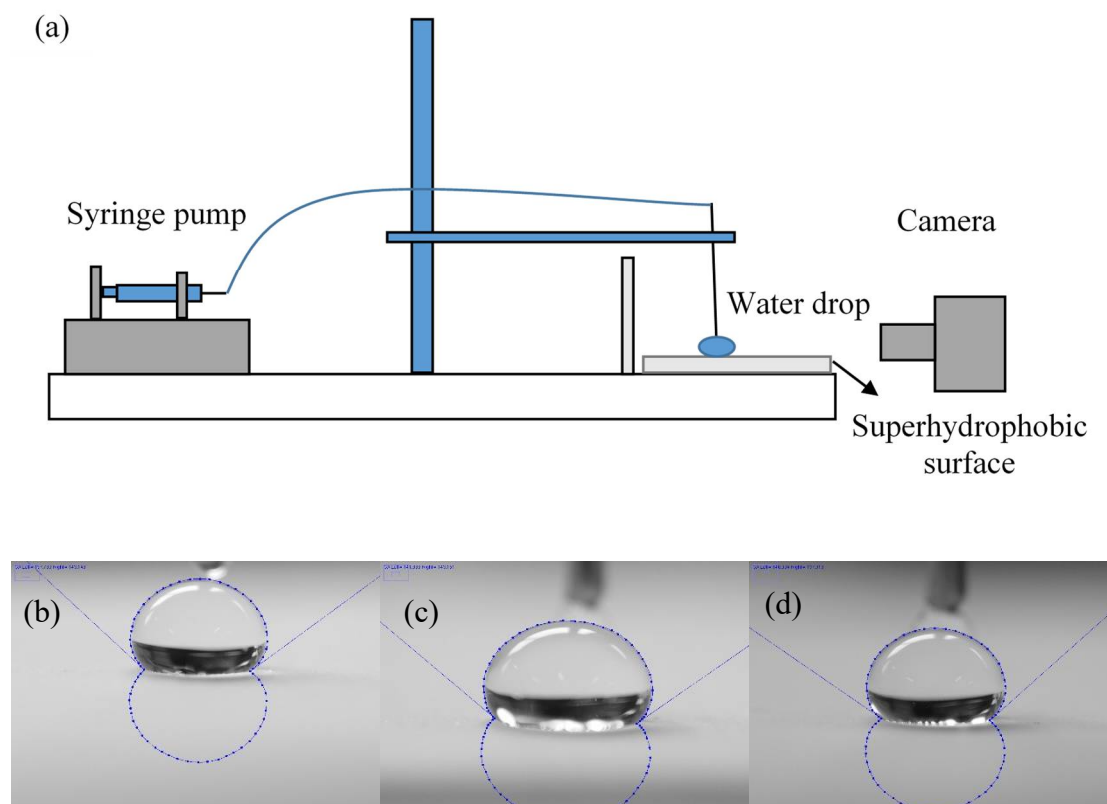 (a)
Syringe pump
Camera
Water drop
Superhydrophobic
surface
(b)
(c)
(d)